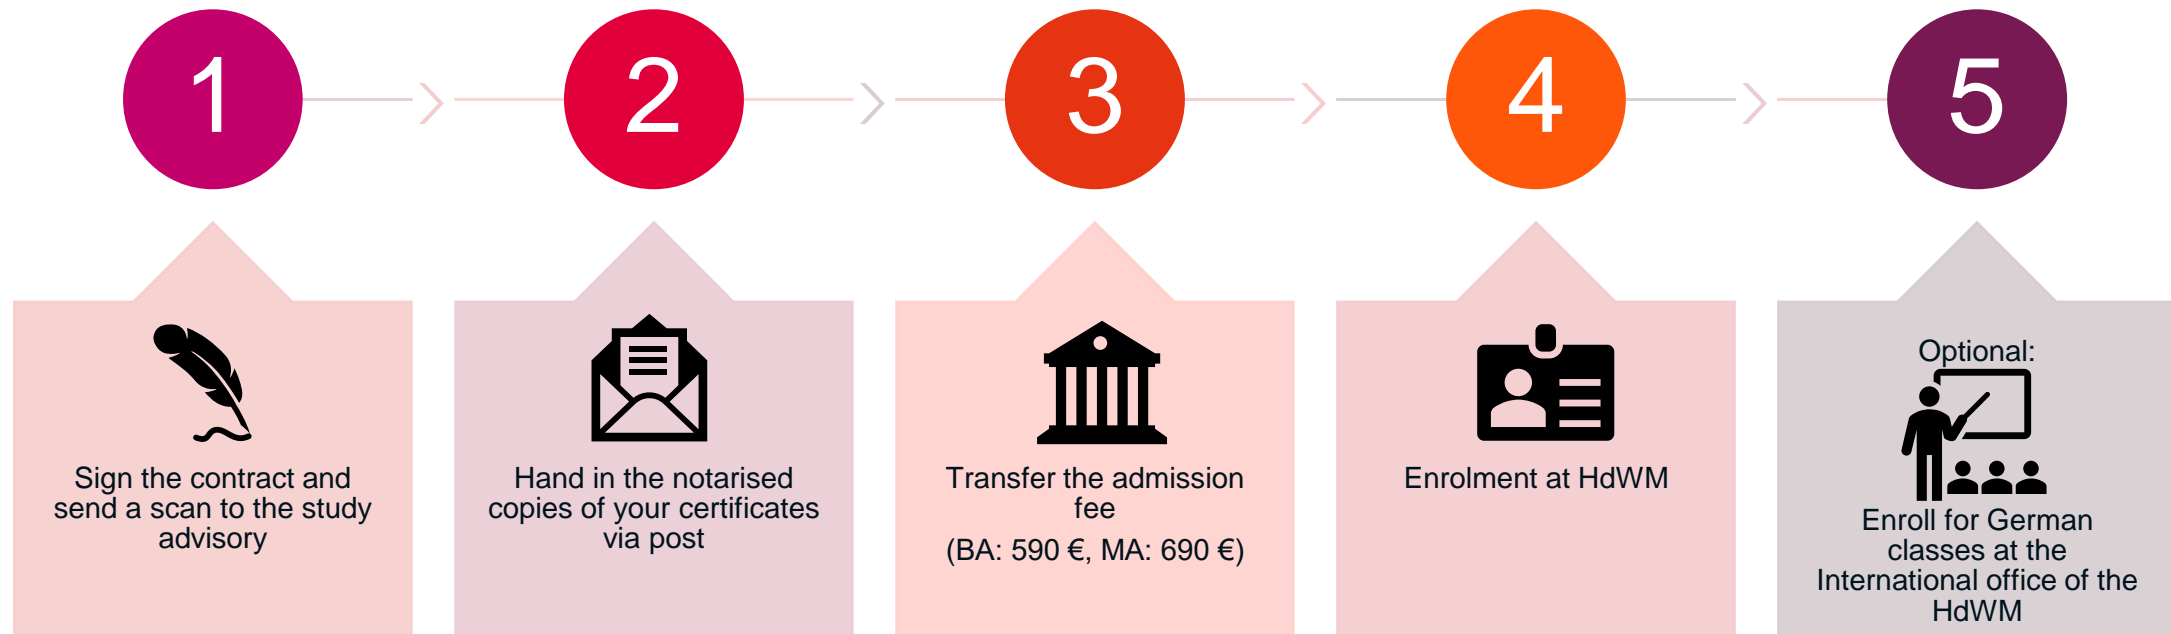 1
2
3
4
5
Sign the contract and
send a scan to the study
advisory
Hand in the notarised
copies of your certificates
via post
Transfer the admission
fee
(BA: 590 €, MA: 690 €)
Enrolment at HdWM
Optional:
Enroll for German
classes at the
International office of the
HdWM